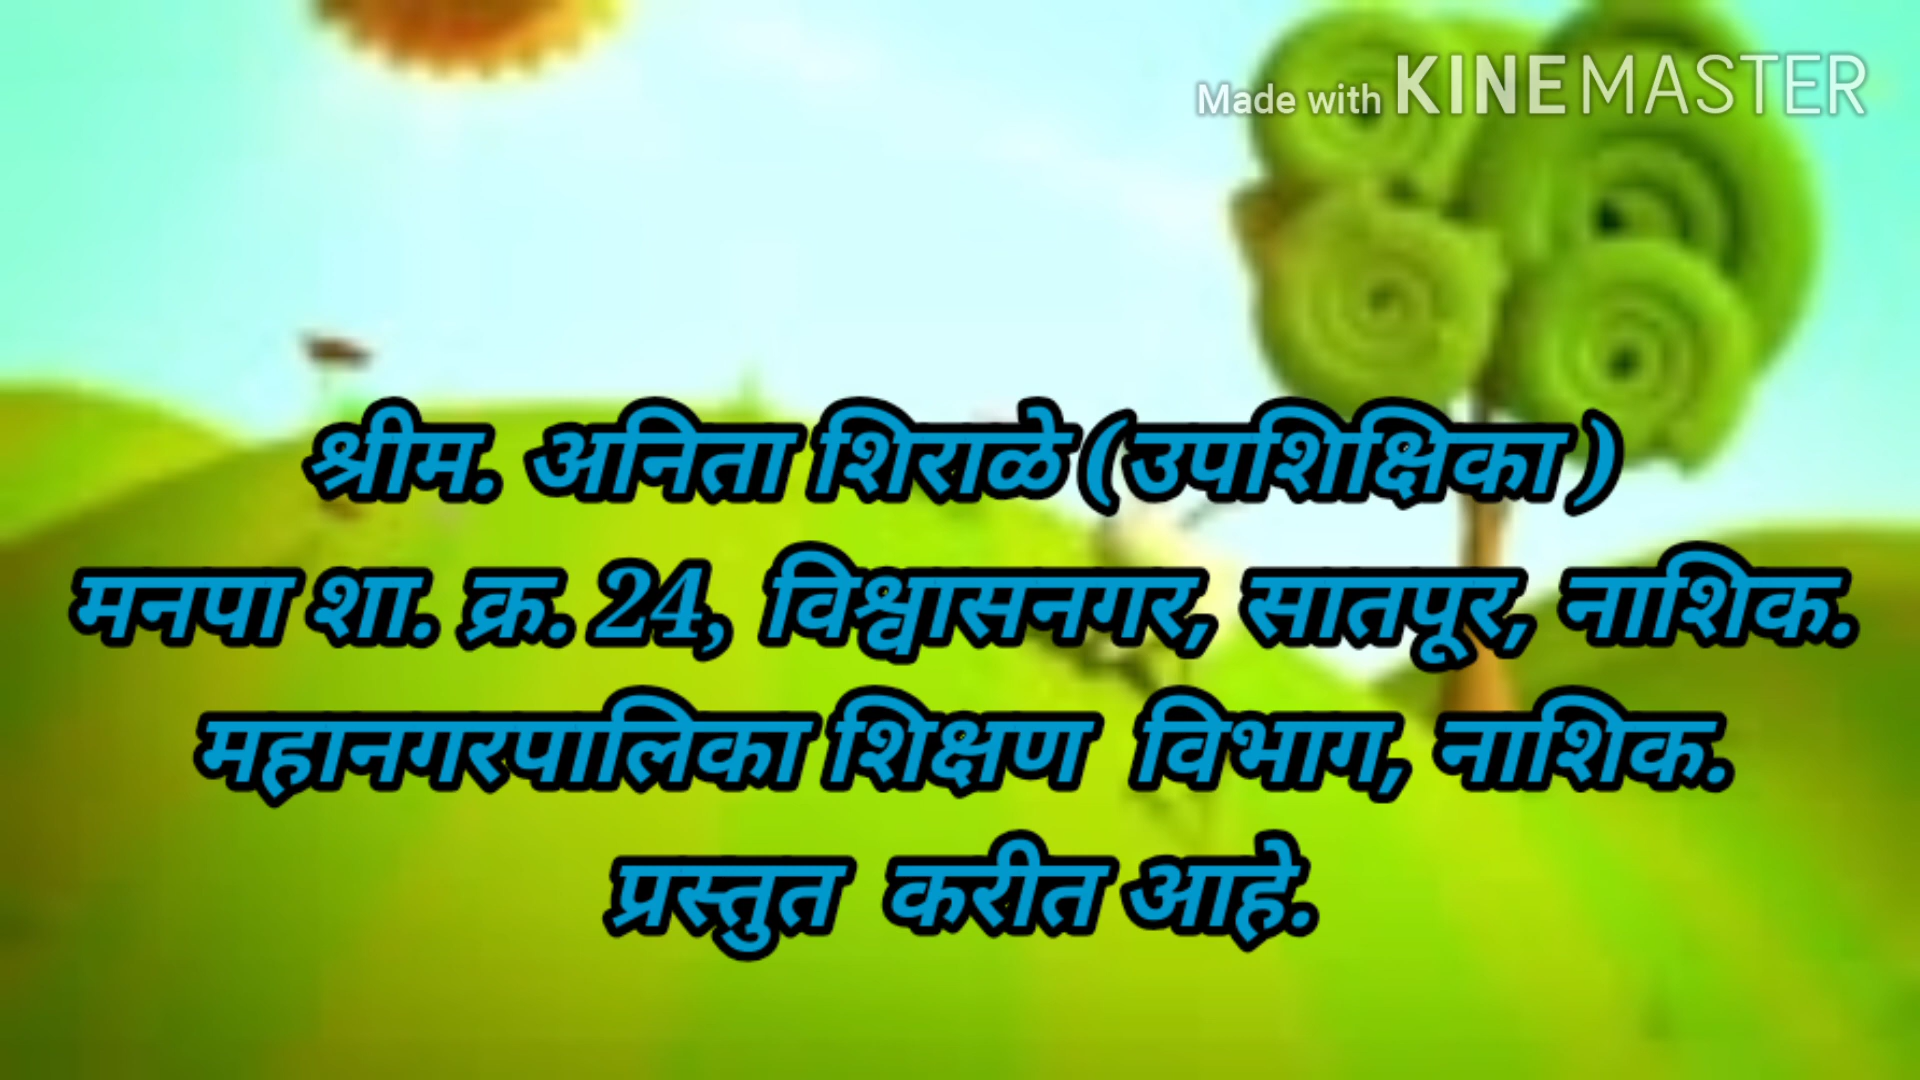 Made with KINEMASTER
श्रीम. अनिता शिराळे (उपशिक्षिका )
मनपा शा. क्र. 24, विश्वासनगर, सातपूर, नाशिक.
महानगरपालिका शिक्षण विभाग, नाशिक.
प्रस्तुत करीत आहे.